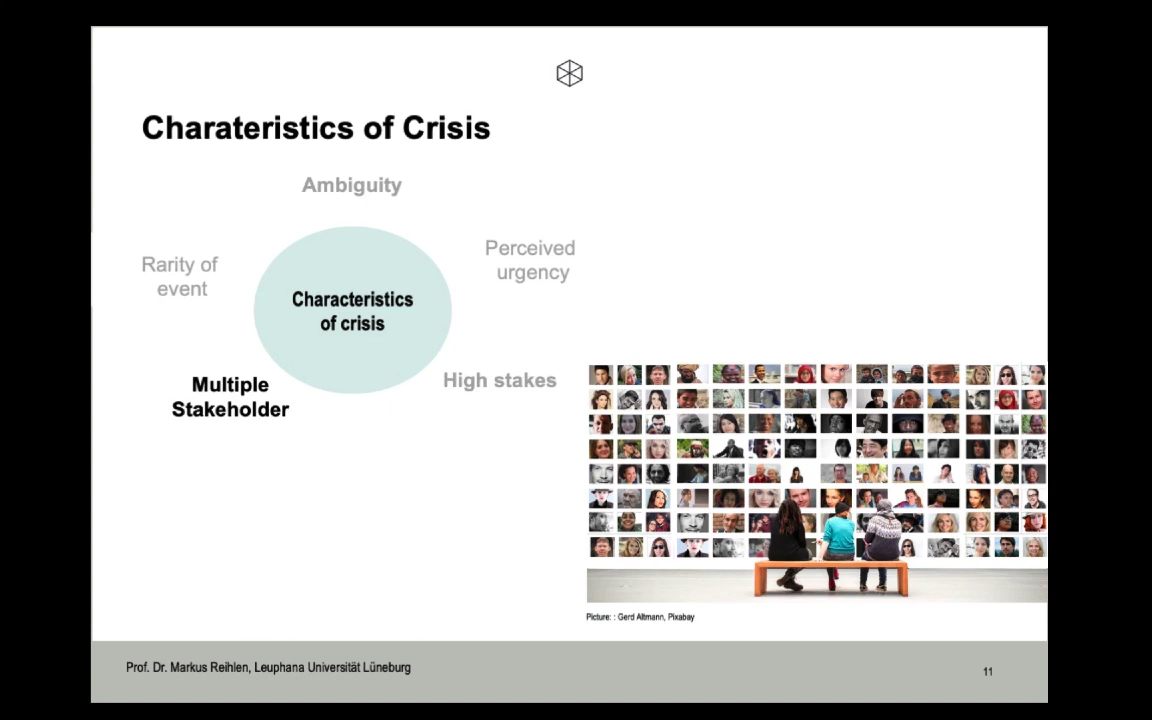 Charateristics of Crisis
Ambiguity
Perceived
urgency
Rarity of
event
Characteristics
of crisis
Multiple
Stakeholder
High stakes
Picture: : Gerd Altmann, Pixabay
Prof. Dr. Markus Reihlen, Leuphana Universität Lüneburg
11